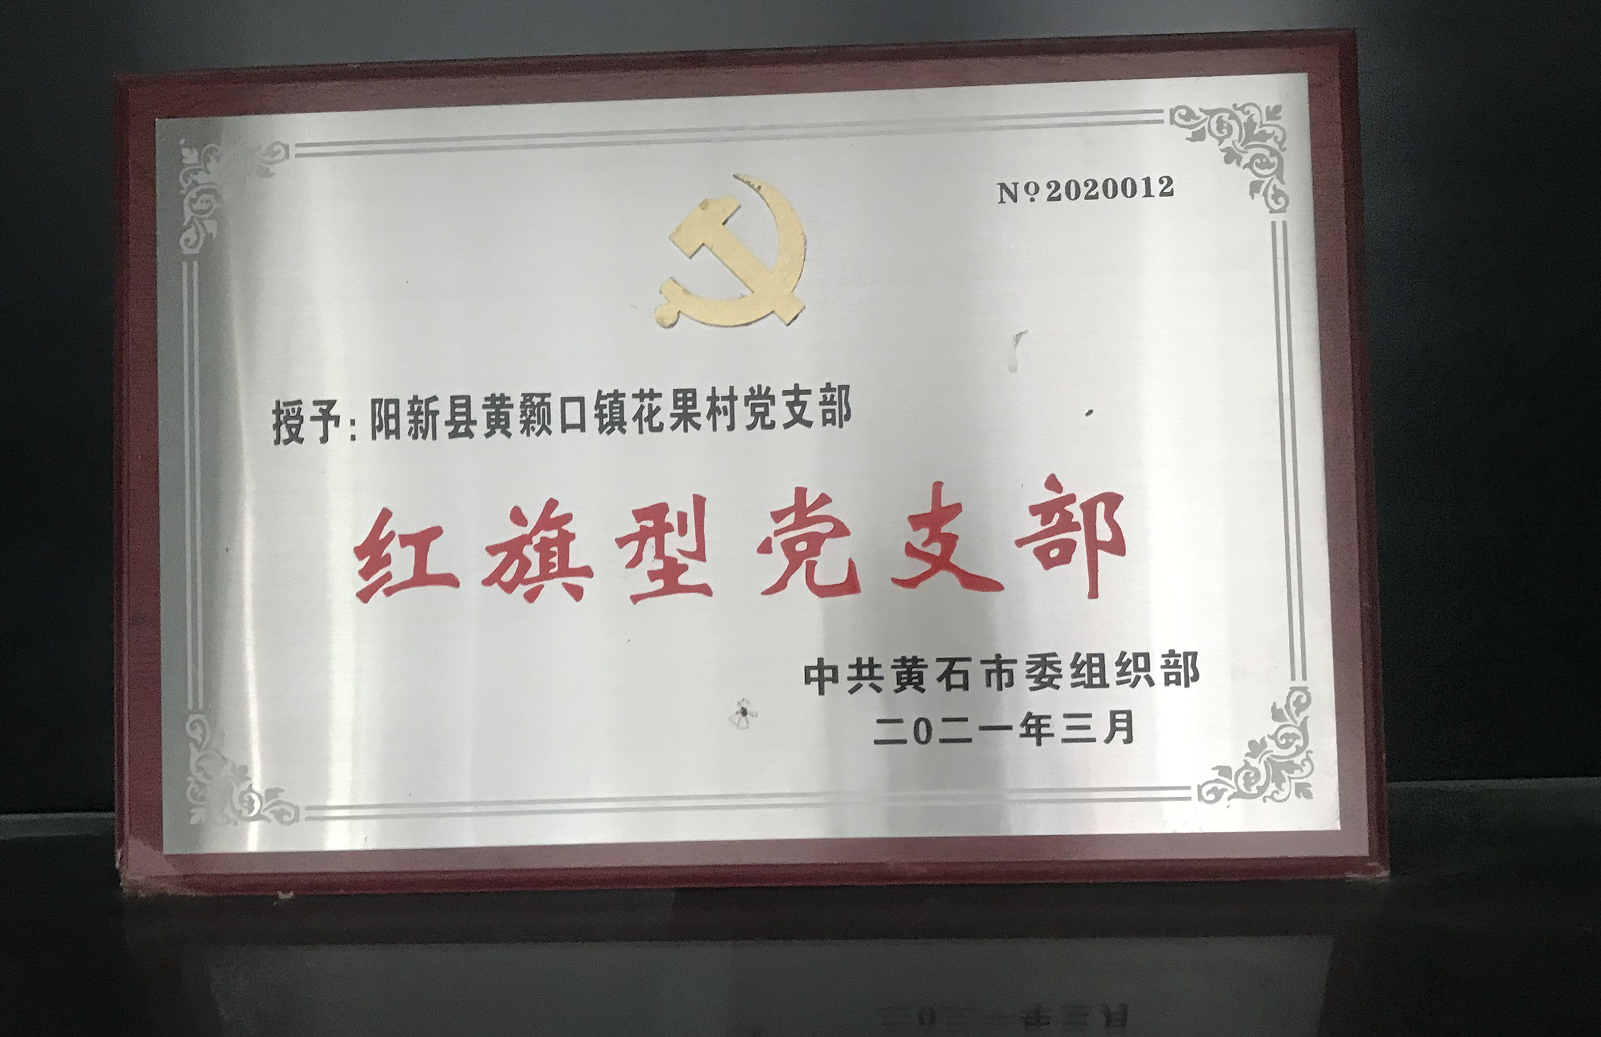 Nº2020012
授予:阳新县黄颡口镇花果村党支部
红旗型党支部
中共黄石市委组织部
二0二一年三月